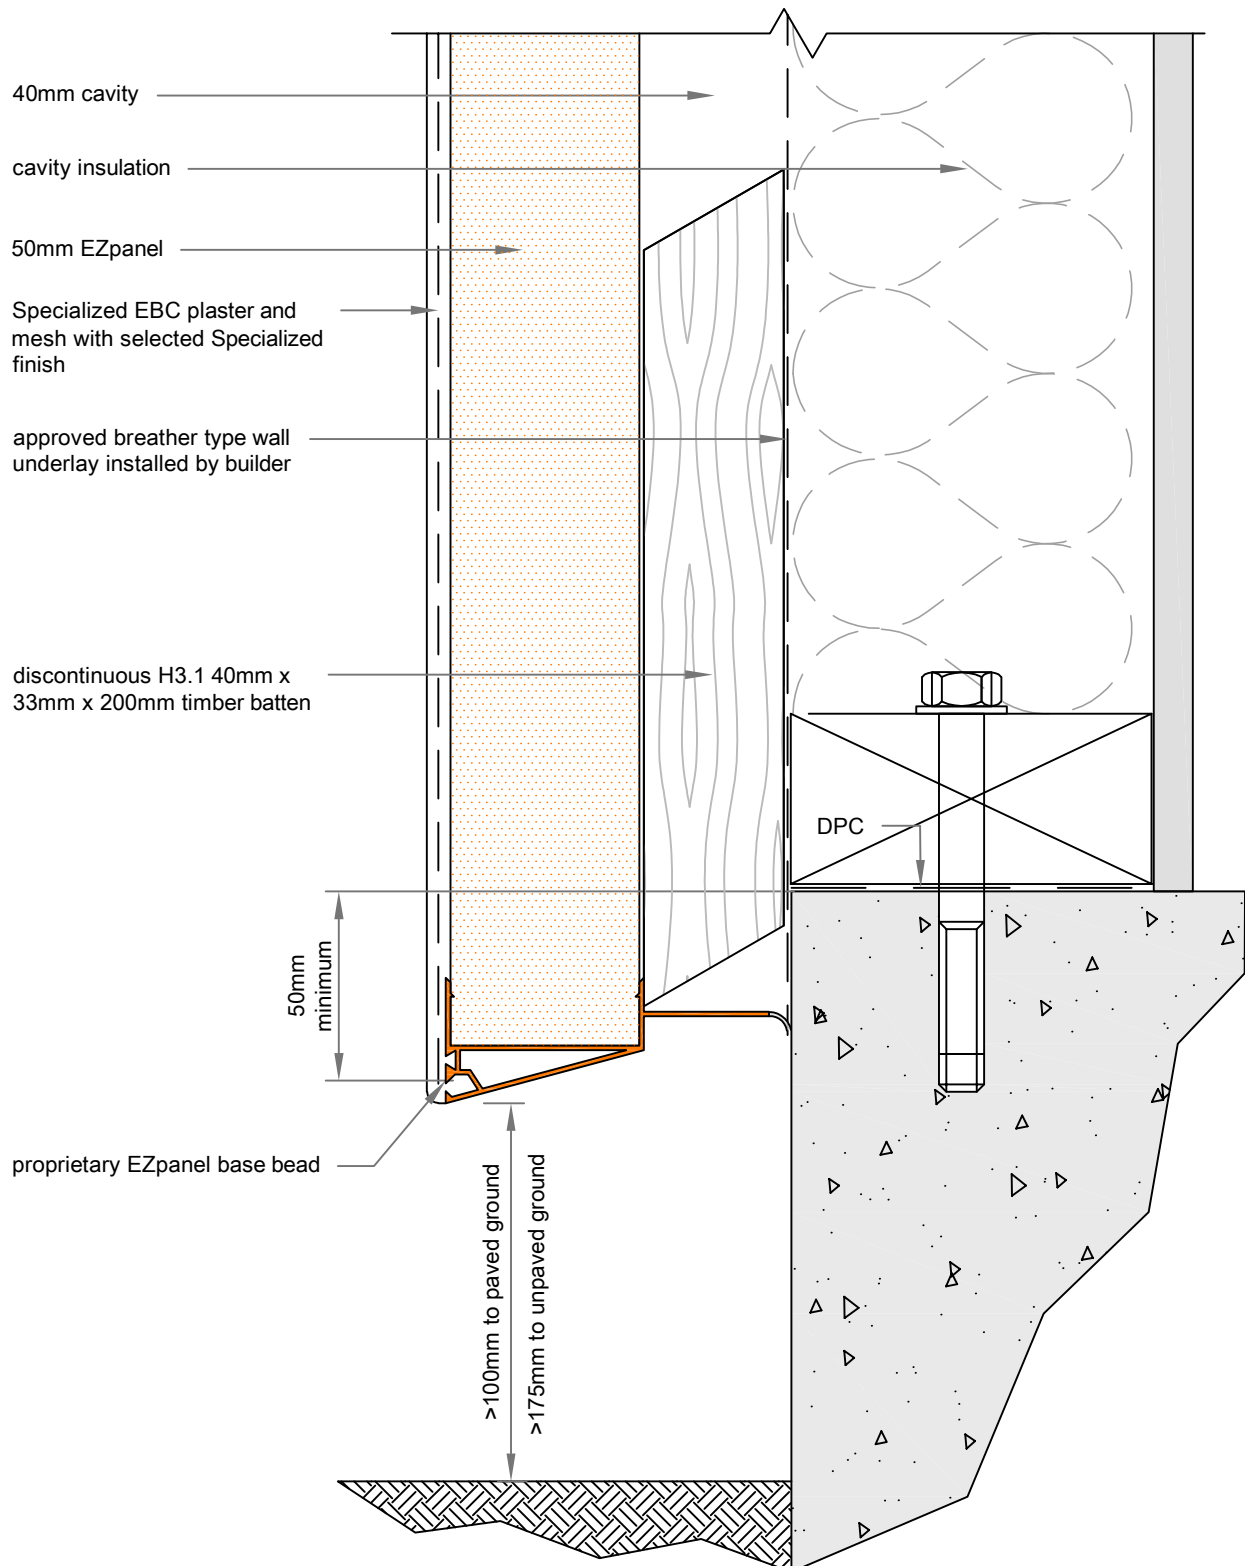 40mm cavity
cavity insulation
50mm EZpanel
Specialized EBC plaster and
mesh with selected Specialized
finish
approved breather type wall
underlay installed by builder
discontinuous H3.1 40mm x
33mm x 200mm timber batten
DPC
50mm
minimum
proprietary EZpanel base bead
>100mm to paved ground
>175mm to unpaved ground